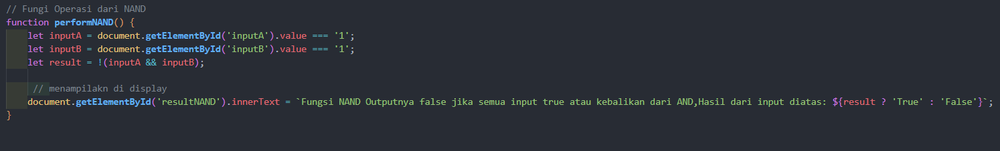 // Fungi Operasi dari NAND
function performNAND() {
    let inputA = document.getElementById('inputA').value === '1';
    let inputB = document.getElementById('inputB').value === '1';
    let result = !(inputA && inputB);
     // menampilakn di display
    document.getElementById('resultNAND').innerText = `Fungsi NAND Outputnya false jika semua input true atau kebalikan dari AND,Hasil dari input diatas: ${result ? 'True' : 'False'}`;
}